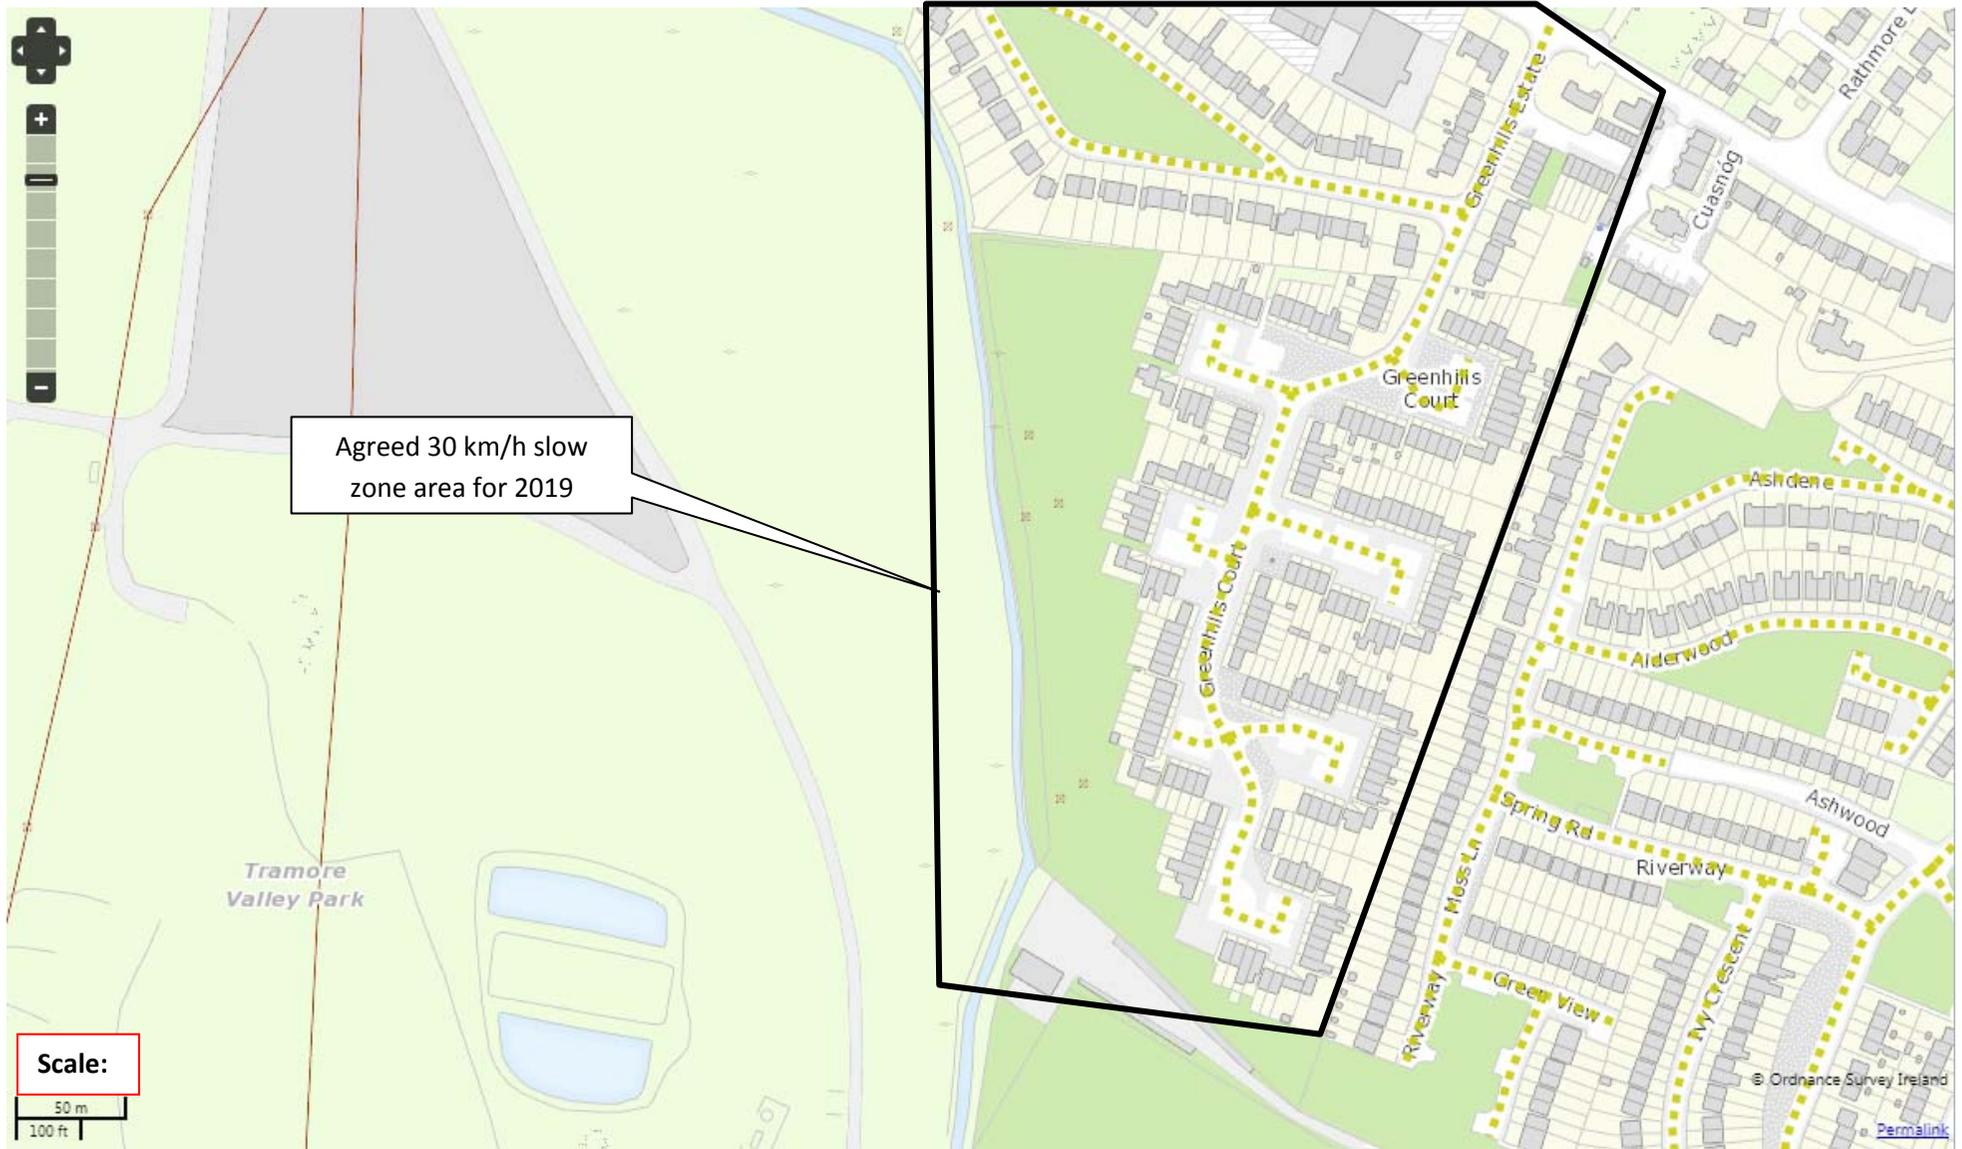 Greenhills Estate
Rathmore
Cuasnóg
Greenhills
Court
Agreed 30 km/h slow
zone area for 2019
Ashdene
Greenhills Court
Alderwood
Ashwood
Spring Rd
Riverway
Moss Ln
Tramore
Valley Park
Ivy Crescent
Green View
Riverway
Scale:
50 m
100 ft
© Ordnance Survey Ireland
Permalink